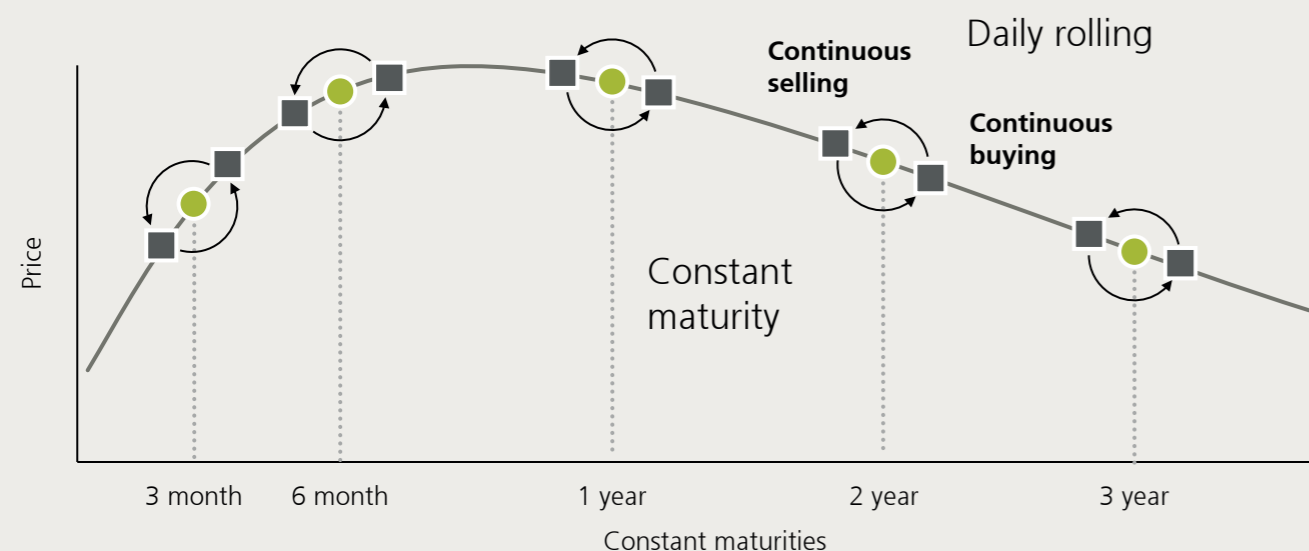 Daily rolling
Continuous
selling
Continuous
buying
Price
Constant
maturity
3 month
6 month
1 year
2 year
3 year
Constant maturities